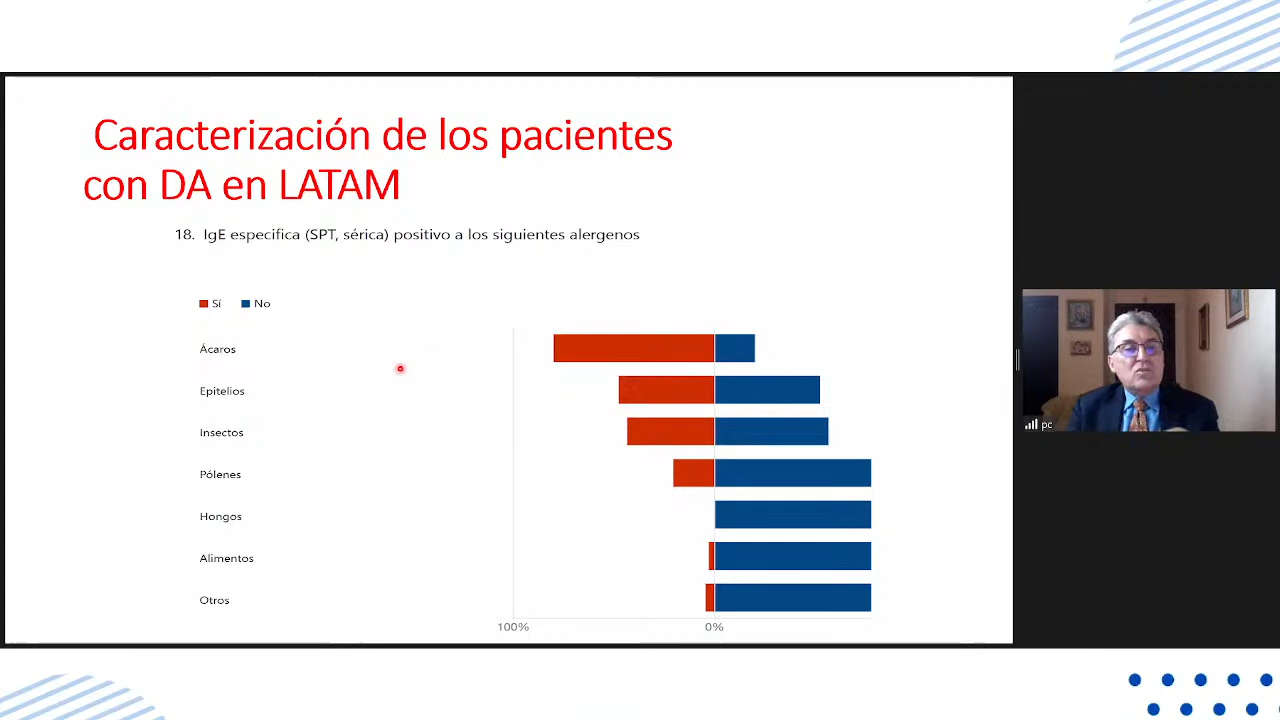 Caracterización de los pacientes
con DA en LATAM
18. IgE especifica (SPT, sérica) positivo a los siguientes alergenos
Sí No
Ácaros
Epitelios
Insectos
Pólenes
Hongos
Alimentos
Otros
100% 0%
pc